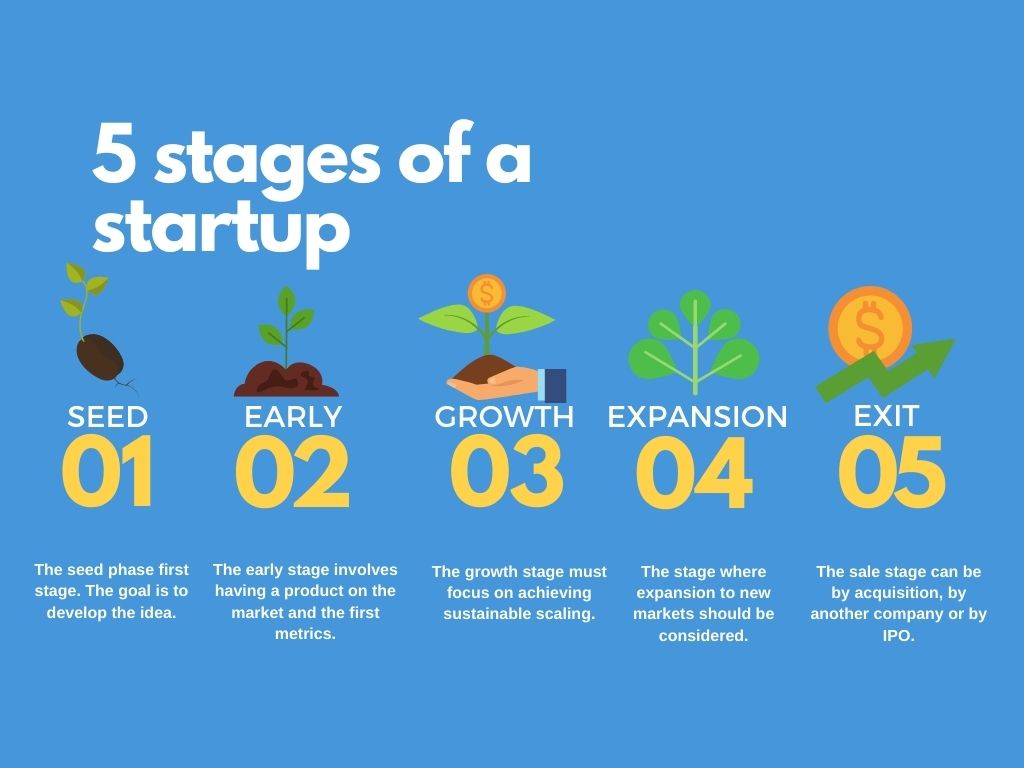 5 stages of a
startup
SEED
01
The seed phase first
stage. The goal is to
develop the idea.
EARLY
02
The early stage involves
having a product on the
market and the first
metrics.
$
GROWTH
03
The growth stage must
focus on achieving
sustainable scaling.
EXPANSION
04
The stage where
expansion to new
markets should be
considered.
$
EXIT
05
The sale stage can be
by acquisition, by
another company or by
IPO.